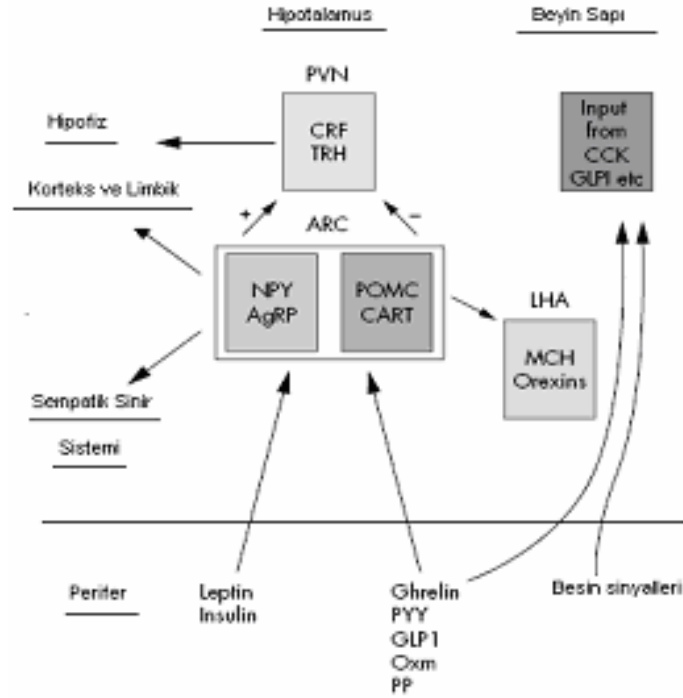 Hipotalamus
Beyin Sapı
PVN
CRF
TRH
Input
from
CCK
GLPI etc
Hipofiz
Korteks ve Limbik
+
−
ARC
NPY
AgRP
POMC
CART
LHA
MCH
Orexins
Sempatik Sinir
Sistemi
Perifer
Leptin
Insulin
Ghrelin
PYY
GLP1
Oxm
PP
Besin sinyalleri